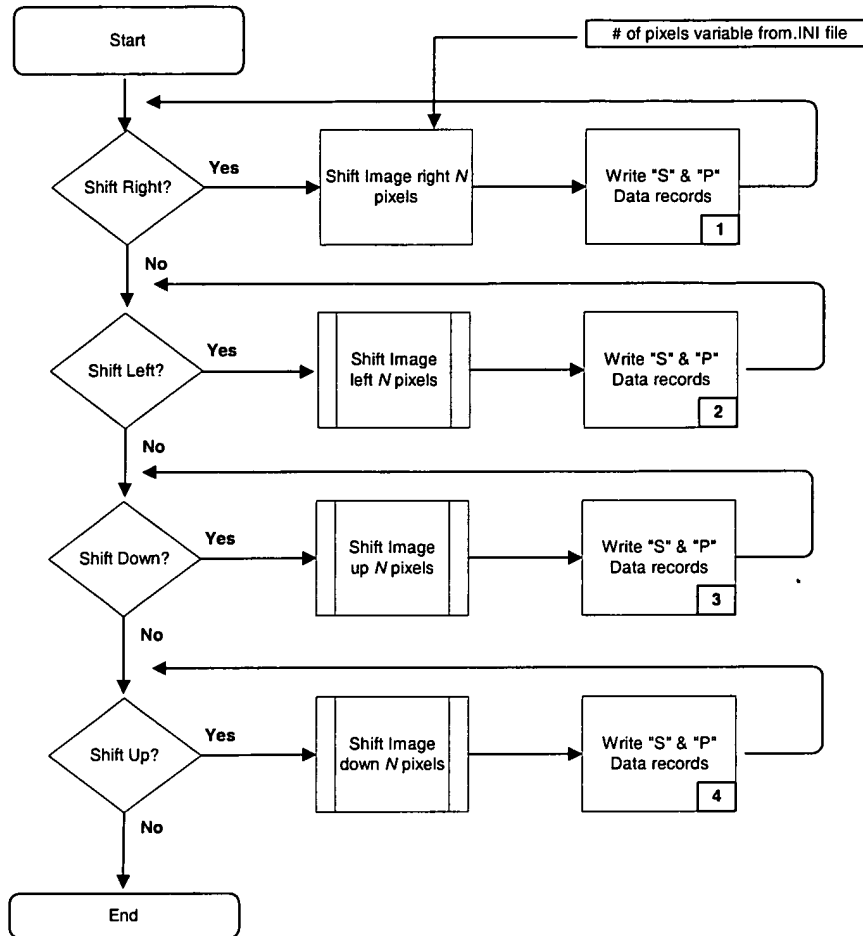 Start
# of pixels variable from.INI file
Shift Right?
Yes
Shift Image right N
pixels
Write "S" & "P"
Data records
1
No
Shift Left?
Yes
Shift Image
left N pixels
Write "S" & "P"
Data records
2
No
Shift Down?
Yes
Shift Image
up N pixels
Write "S" & "P"
Data records
3
No
Shift Up?
Yes
Shift Image
down N pixels
Write "S" & "P"
Data records
4
No
End